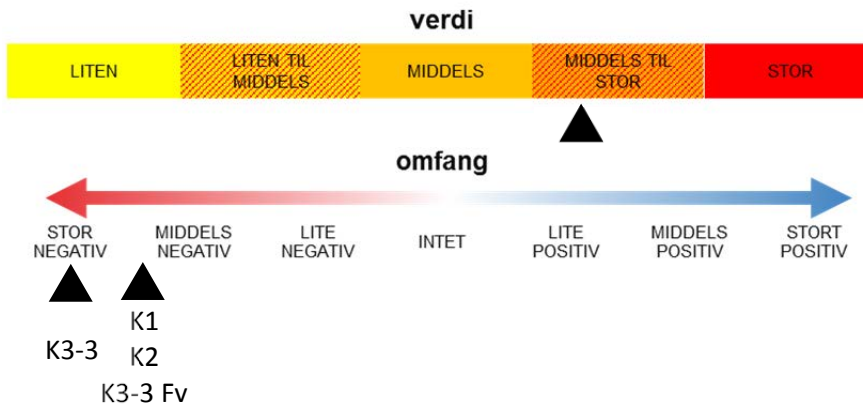 verdi
LITEN
LITEN TIL
MIDDELS
MIDDELS
MIDDELS TIL
STOR
STOR
omfang
STOR
NEGATIV
MIDDELS
NEGATIV
LITE
NEGATIV
INTET
LITE
POSITIV
MIDDELS
POSITIV
STORT
POSITIV
K3-3
K1
K2
K3-3 Fv